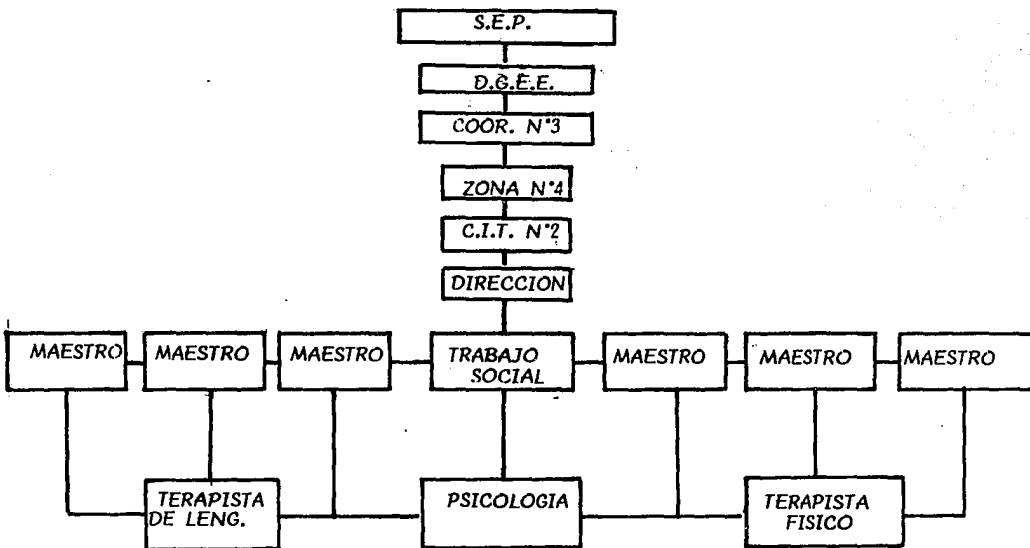 S.E.P.
D.G.E.E.
COOR. N°3
ZONA N°4
C.I.T. N°2
DIRECCION
MAESTRO
MAESTRO
MAESTRO
TRABAJO
SOCIAL
MAESTRO
MAESTRO
MAESTRO
TERAPISTA
DE LENG.
PSICOLOGIA
TERAPISTA
FISICO